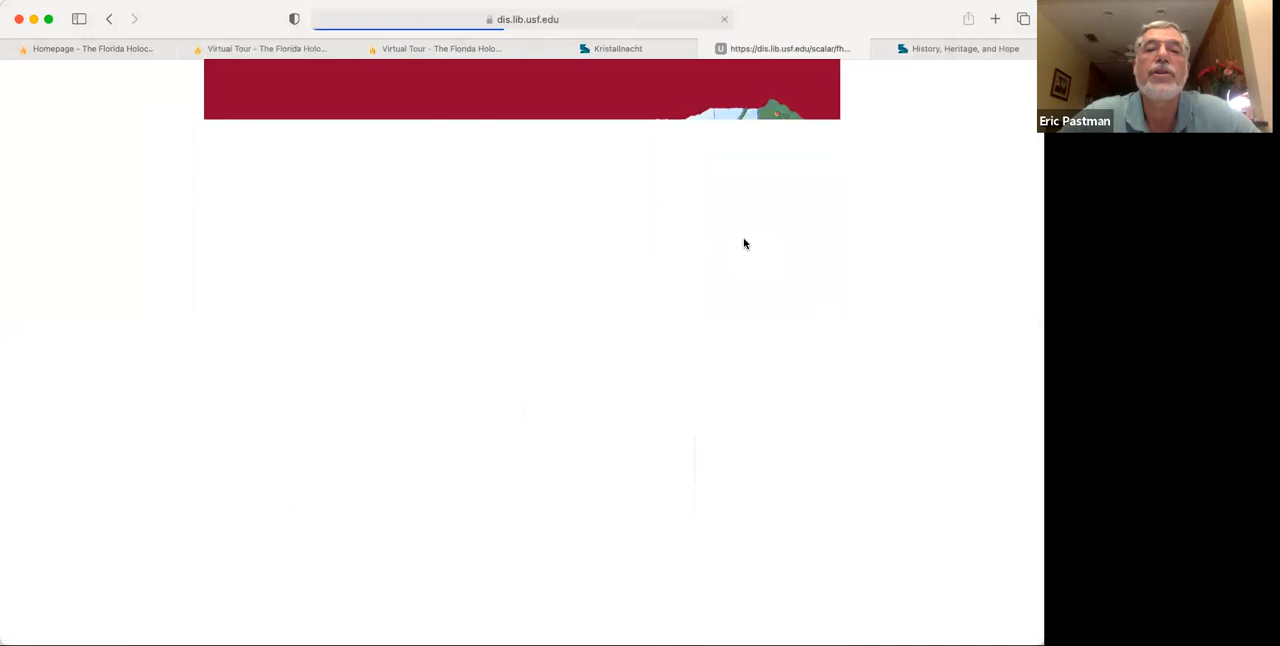 dis.lib.usf.edu
Homepage - The Florida Holoc...
Virtual Tour - The Florida Holo...
Virtual Tour - The Florida Holo...
Kristallnacht
U https://dis.lib.usf.edu/scalar/fh...
History, Heritage, and Hope
Eric Pastman